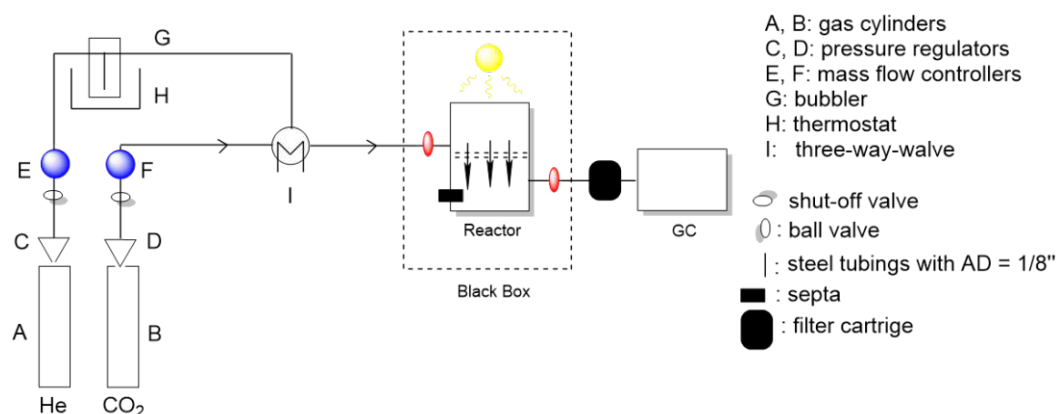 G
H
E
F
I
C
D
A
B
He
CO₂
Reactor
Black Box
GC
A, B: gas cylinders
C, D: pressure regulators
E, F: mass flow controllers
G: bubbler
H: thermostat
I: three-way-walve
shut-off valve
: ball valve
: steel tubings with AD = 1/8"
: septa
: filter cartrige